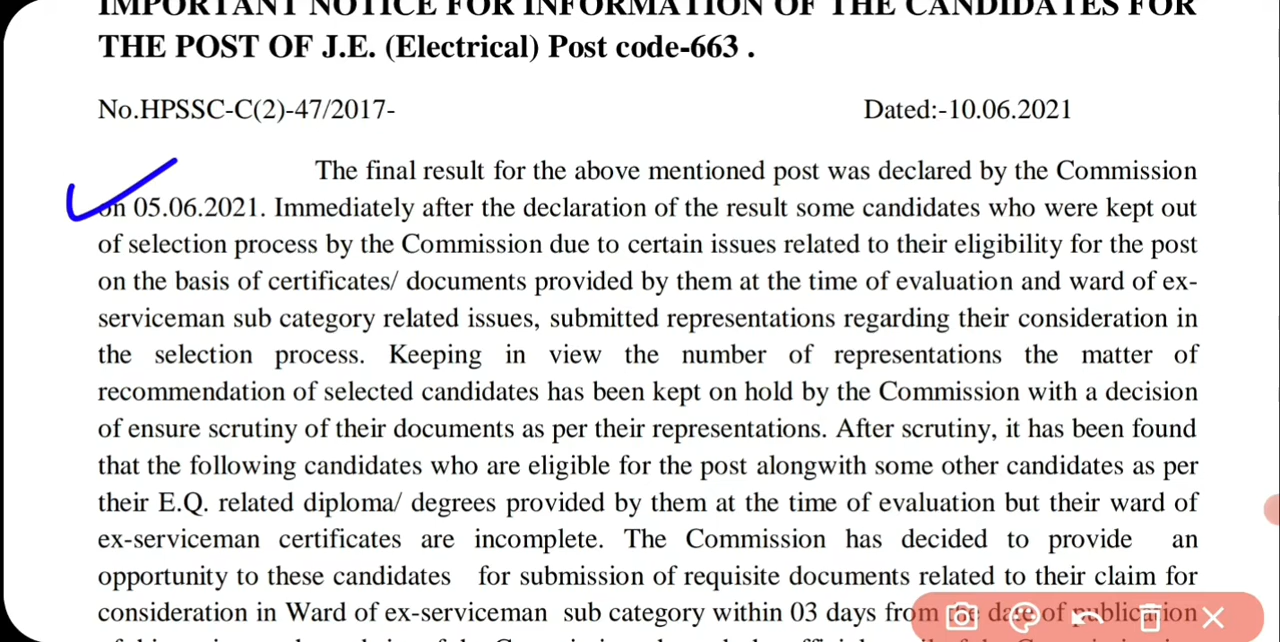 IMPORTANT NOTICE FOR INFORMATION OF THE CANDIDATES FOR
THE POST OF J.E. (Electrical) Post code-663 .
No.HPSSC-C(2)-47/2017- Dated:-10.06.2021
The final result for the above mentioned post was declared by the Commission
on 05.06.2021. Immediately after the declaration of the result some candidates who were kept out
of selection process by the Commission due to certain issues related to their eligibility for the post
on the basis of certificates/ documents provided by them at the time of evaluation and ward of ex-
serviceman sub category related issues, submitted representations regarding their consideration in
the selection process. Keeping in view the number of representations the matter of
recommendation of selected candidates has been kept on hold by the Commission with a decision
of ensure scrutiny of their documents as per their representations. After scrutiny, it has been found
that the following candidates who are eligible for the post alongwith some other candidates as per
their E.Q. related diploma/ degrees provided by them at the time of evaluation but their ward of
ex-serviceman certificates are incomplete. The Commission has decided to provide an
opportunity to these candidates for submission of requisite documents related to their claim for
consideration in Ward of ex-serviceman sub category within 03 days from the date of publication